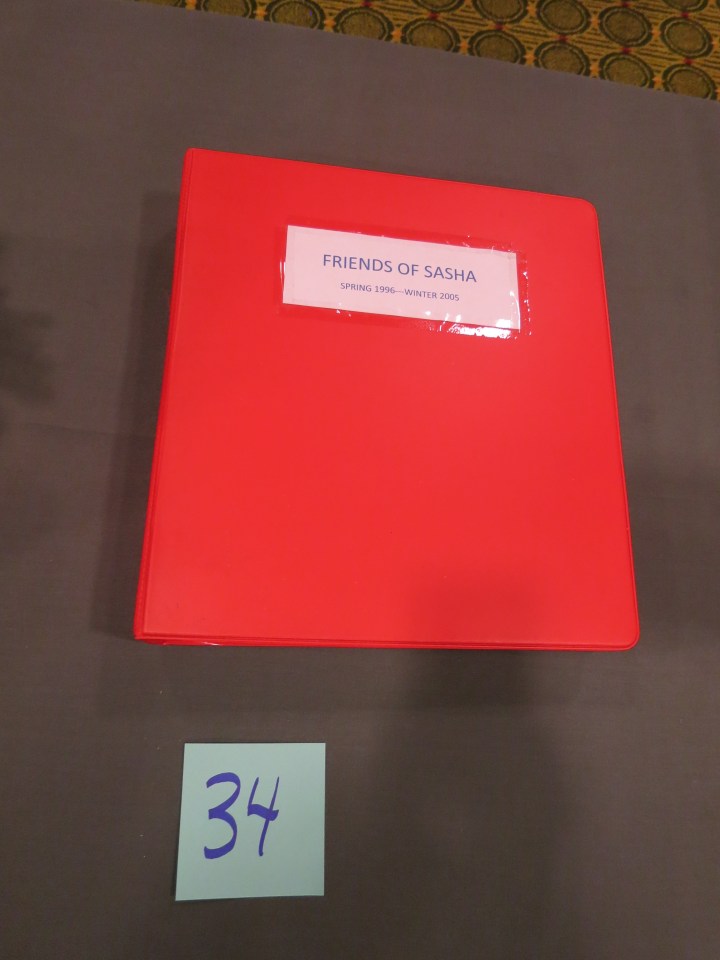 FRIENDS OF SASHA
SPRING 1996—WINTER 2005
34